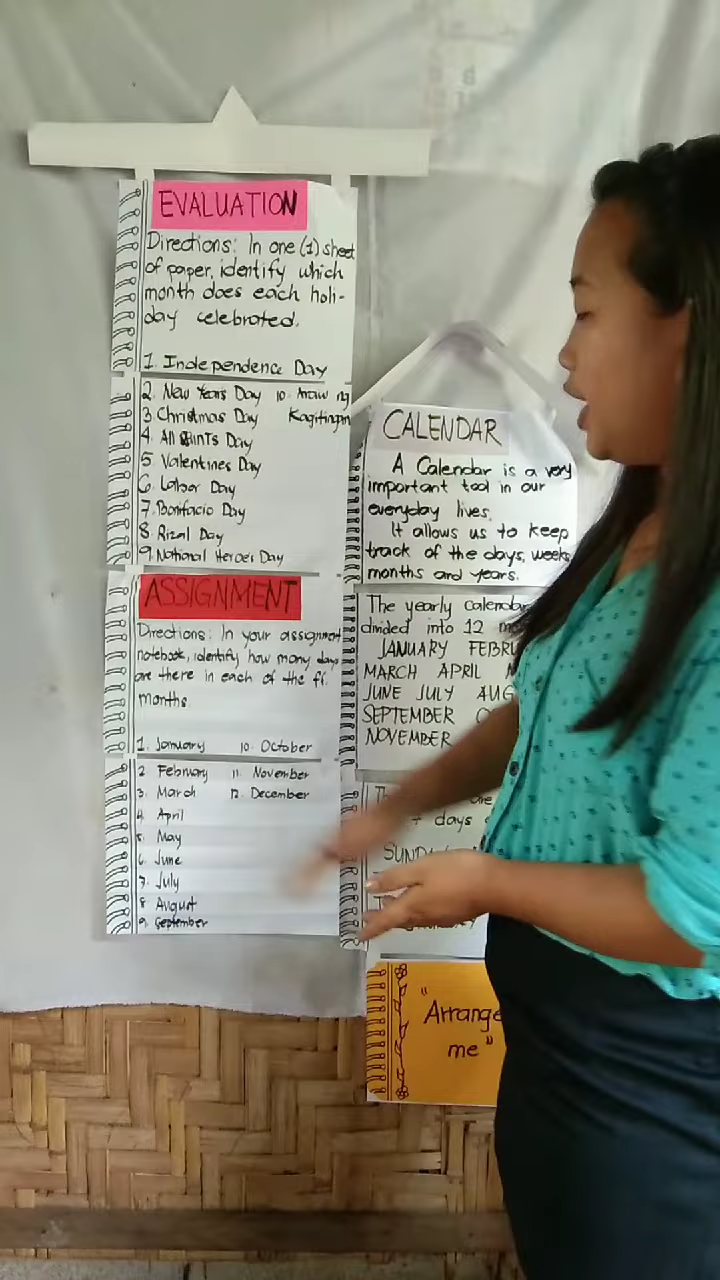 EVALUATION
Directions: In one (1) sheet
of paper, identify which
month does each holi-
day celebrated.
1. Independence Day
2. New Years Day 10. Araw ng
3 Christmas Day Kagitingn
4. All Saints Day
5 Valentines Day
6. Labor Day
7. Bonifacio Day
8. Rizal Day
9. National Heroes Day
ASSIGNMENT
Directions: In your assignment
notebook, identify how many days
are there in each of the ff.
months
1. January 10. October
2 February 11. November
3. March 12. December
4. April
5. May
6. June
7. July
8 August
9. September
CALENDAR
A Calendar is a very
important tool in our
everyday lives.
It allows us to keep
track of the days, weeks,
months and years.
The yearly calendar
divided into 12
JANUARY
MARCH APRIL
JUNE JULY
SEPTEMBER
NOVEMBER
7 days
"Arrange
me"